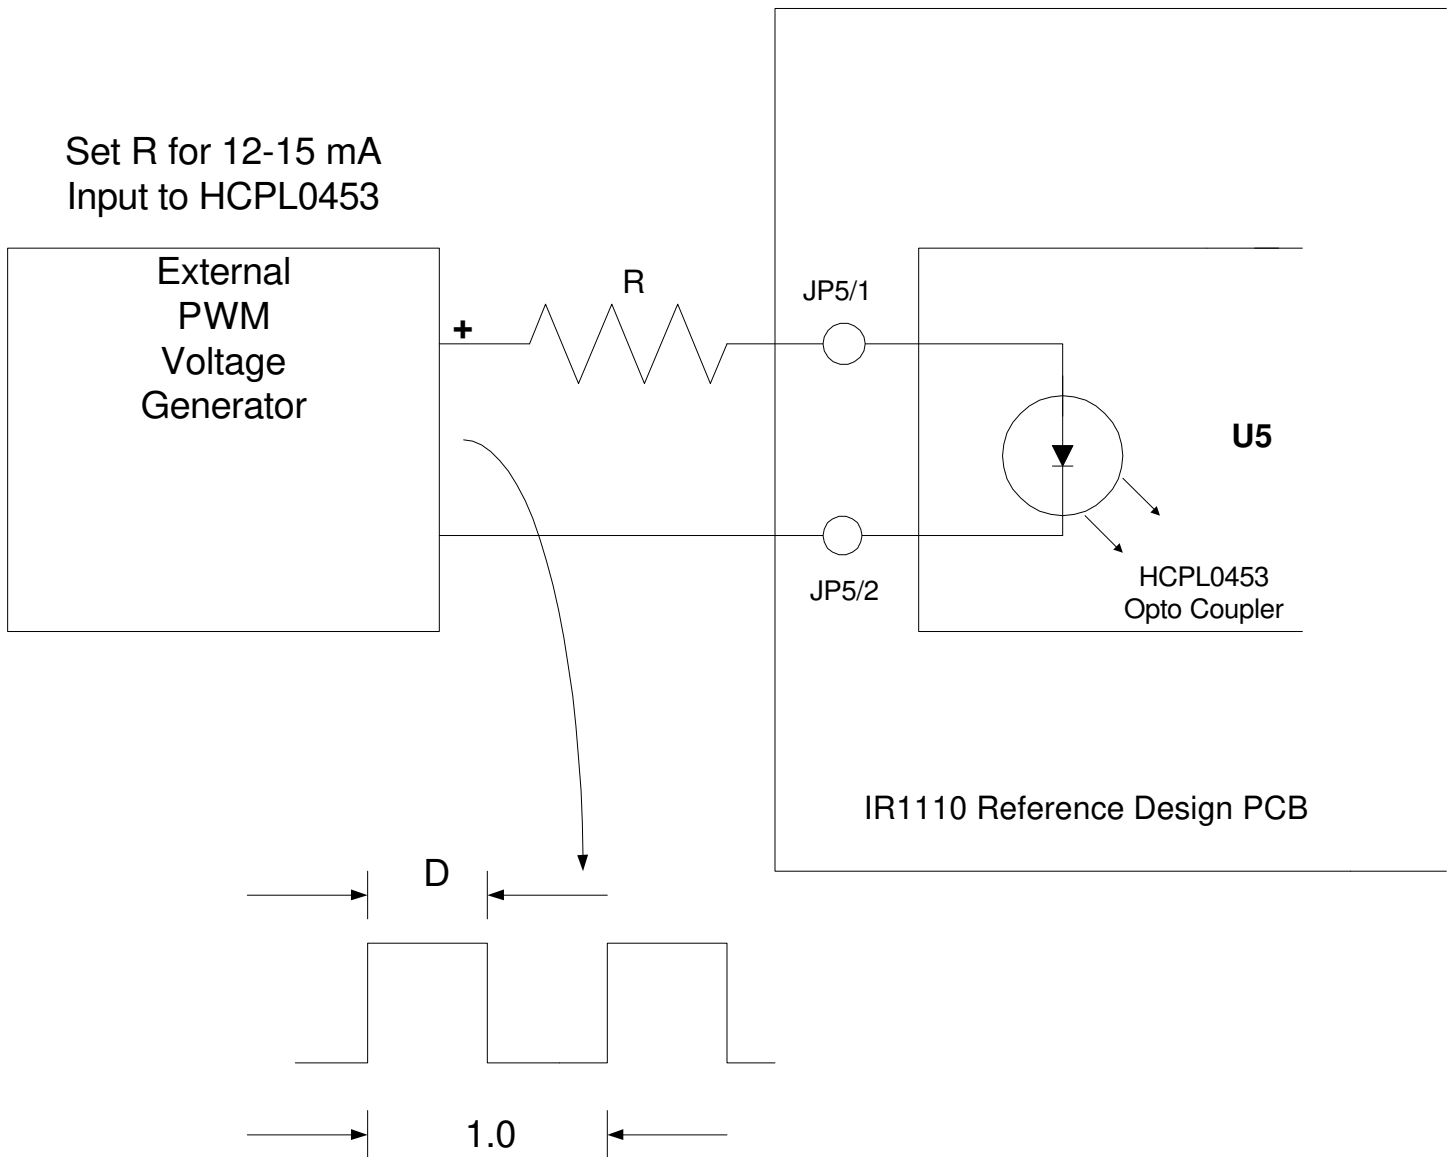 Set R for 12-15 mA
Input to HCPL0453
External
PWM
Voltage
Generator
+
R
JP5/1
U5
HCPL0453
Opto Coupler
JP5/2
IR1110 Reference Design PCB
D
1.0